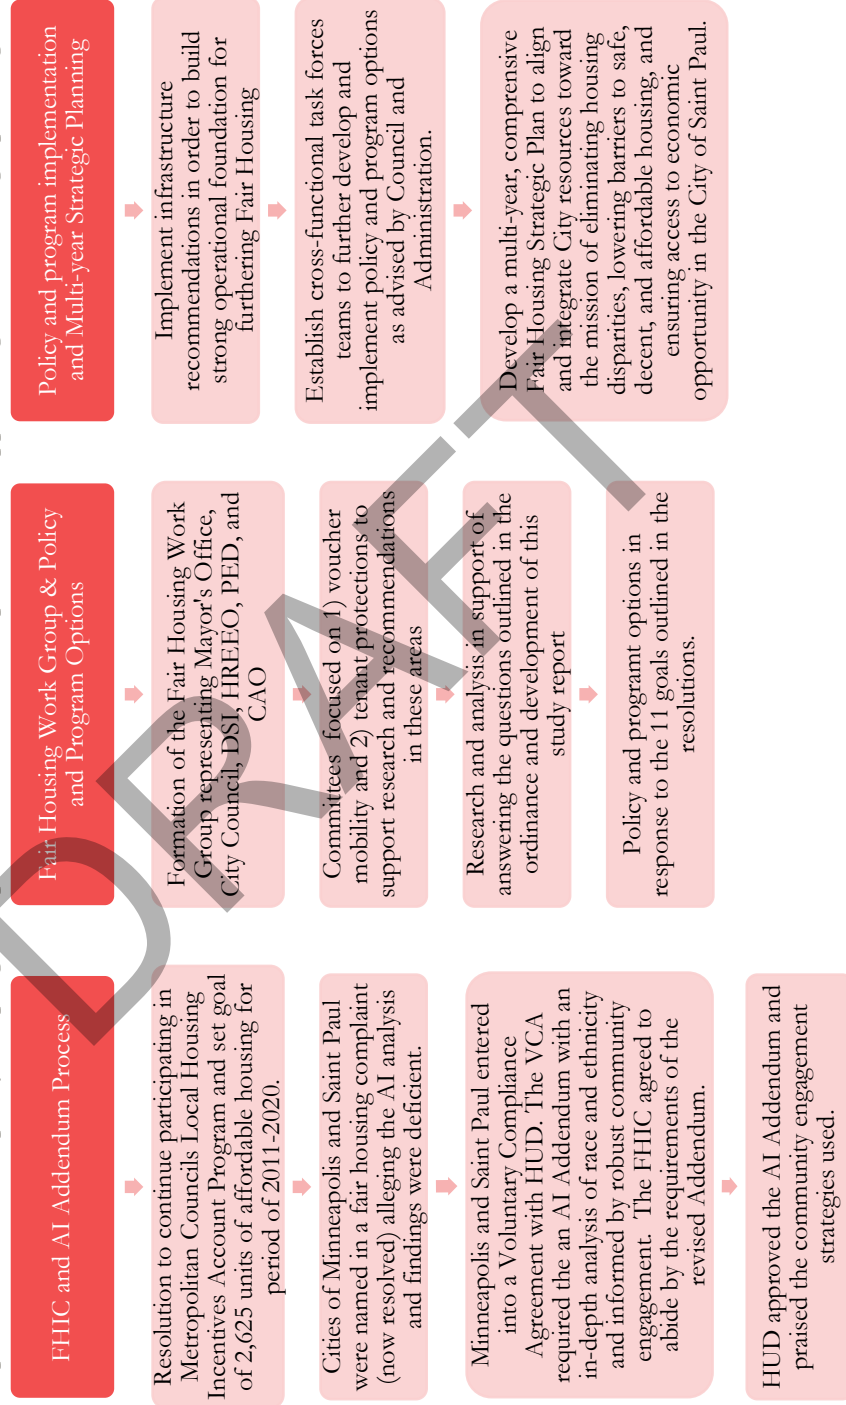 FHIC and AI Addendum Process
Resolution to continue participating in
Metropolitan Councils Local Housing
Incentives Account Program and set goal
of 2,625 units of affordable housing for
period of 2011-2020.
Cities of Minneapolis and Saint Paul
were named in a fair housing complaint
(now resolved) alleging the AI analysis
and findings were deficient.
Minneapolis and Saint Paul entered
into a Voluntary Compliance
Agreement with HUD. The VCA
required the an AI Addendum with an
in-depth analysis of race and ethnicity
and informed by robust community
engagement. The FHIC agreed to
abide by the requirements of the
revised Addendum.
HUD approved the AI Addendum and
praised the community engagement
strategies used.
Fair Housing Work Group & Policy
and Program Options
Formation of the Fair Housing Work
Group representing Mayor's Office,
City Council, DSI, HREEO, PED, and
CAO
Committees focused on 1) voucher
mobility and 2) tenant protections to
support research and recommendations
in these areas
Research and analysis in support of
answering the questions outlined in the
ordinance and development of this
study report
Policy and programt options in
response to the 11 goals outlined in the
resolutions.
Policy and program implementation
and Multi-year Strategic Planning
Implement infrastructure
recommendations in order to build
strong operational foundation for
furthering Fair Housing
Establish cross-functional task forces
teams to further develop and
implement policy and program options
as advised by Council and
Administration.
Develop a multi-year, comprensive
Fair Housing Strategic Plan to align
and integrate City resources toward
the mission of eliminating housing
disparities, lowering barriers to safe,
decent, and affordable housing, and
ensuring access to economic
opportunity in the City of Saint Paul.
DRAFT